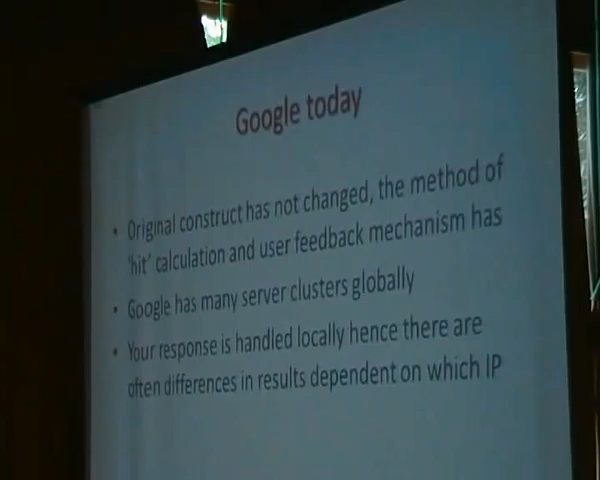 Google today
• Original construct has not changed, the method of
'hit' calculation and user feedback mechanism has
• Google has many server clusters globally
• Your response is handled locally hence there are
often differences in results dependent on which IP